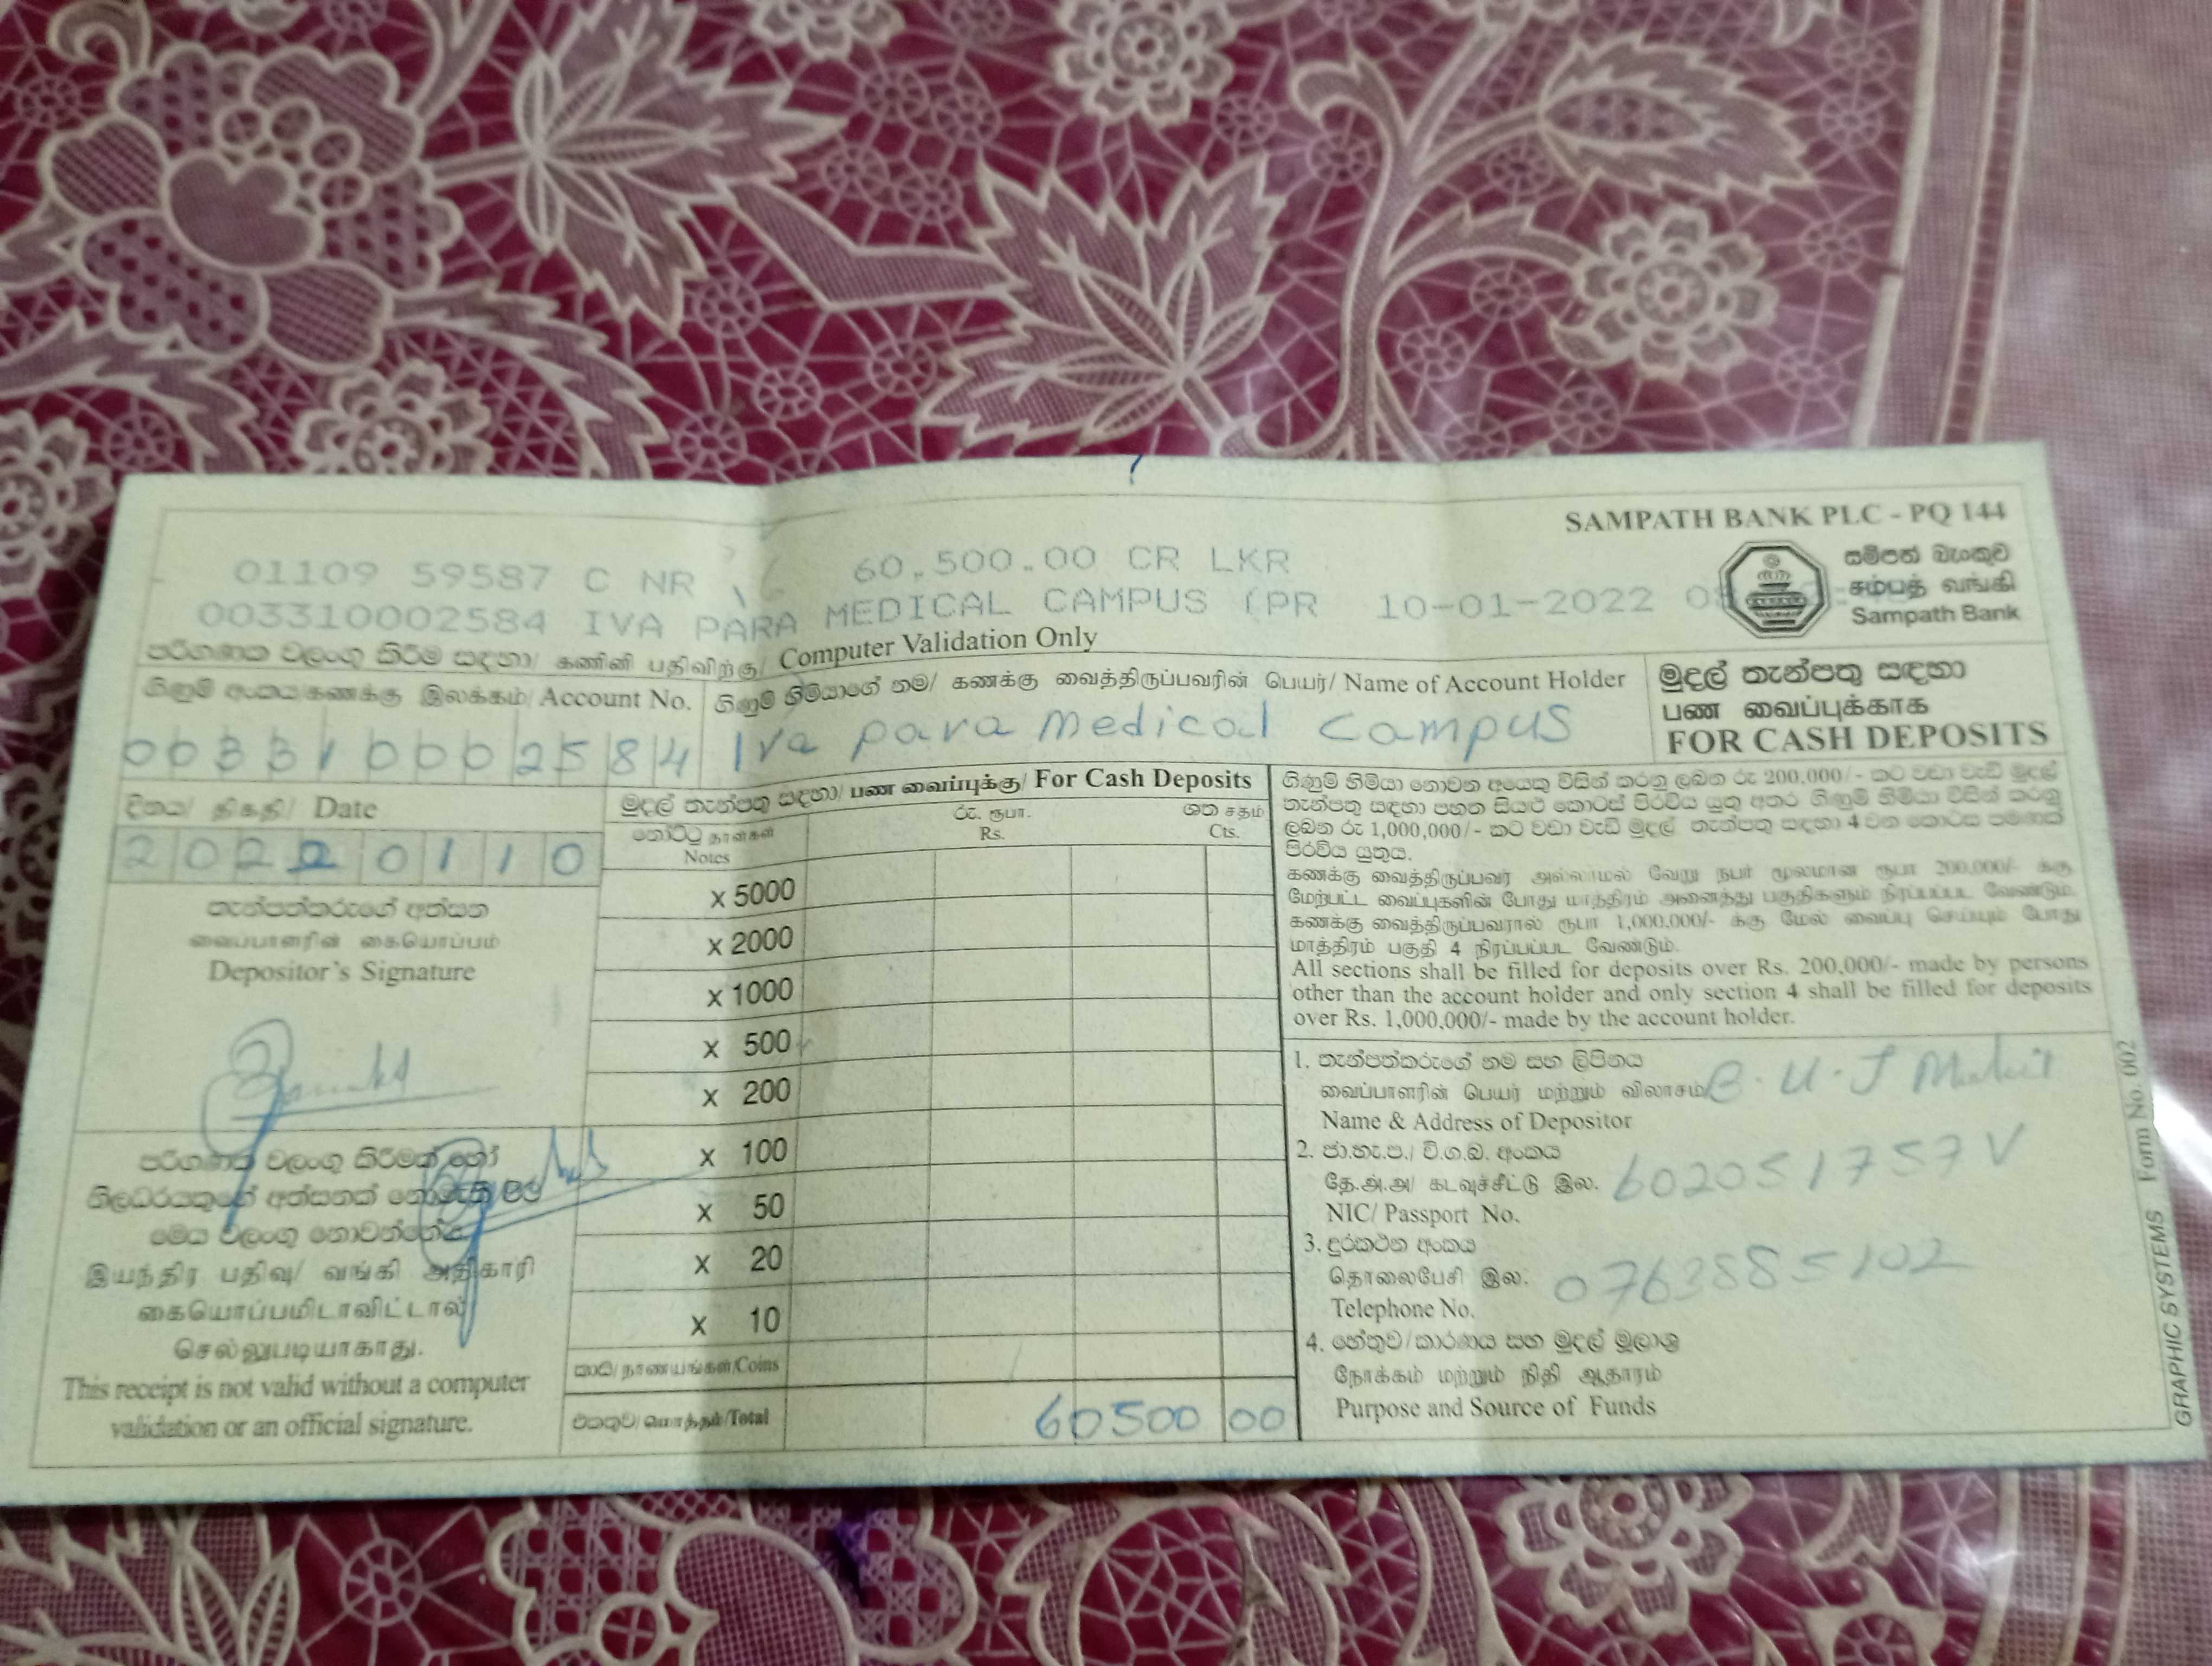 SAMPATH BANK PLC - PQ 144
සම්පත් බැංකුව
சம்பத் வங்கி
Sampath Bank
01109 59587 C NR 60,500.00 CR LKR
003310002584 IVA PARA MEDICAL CAMPUS (PR 10-01-2022
පරිගණක වලංගු කිරීම සඳහා/ கணினி பதிவிற்கு/ Computer Validation Only
ගිණුම් අංකය/கணக்கு இலக்கம்/ Account No.
ගිණුම් හිමියාගේ නම/ கணக்கு வைத்திருப்பவரின் பெயர்/ Name of Account Holder
003310002584
Iva para medical campus
මුදල් තැන්පතු සඳහා
பண வைப்புக்காக
FOR CASH DEPOSITS
දිනය/ திகதி/ Date
20220110
තැන්පත්කරුගේ අත්සන
வைப்பாளரின் கையொப்பம்
Depositor's Signature
පරිගණක වලංගු කිරීමක් හෝ
නිලධරයකුගේ අත්සනක් නොමැති විට
මෙය වලංගු නොවන්නේය
இயந்திர பதிவு/ வங்கி அதிகாரி
கையொப்பமிடாவிட்டால்
செல்லுபடியாகாது.
This receipt is not valid without a computer
validation or an official signature.
මුදල් තැන්පතු සඳහා/ பண வைப்புக்கு/ For Cash Deposits
නෝට්ටු தாள்கள்
Notes
රු. ரூபா.
Rs.
ශත சதம்
Cts.
x 5000
x 2000
x 1000
x 500
x 200
x 100
x 50
x 20
x 10
කාසි/நாணயங்கள்/Coins
එකතුව/மொத்தம்/Total
60500 00
ගිණුම් හිමියා නොවන අයෙකු විසින් කරනු ලබන රු 200,000/- කට වඩා වැඩි මුදල්
තැන්පතු සඳහා පහත සියළු කොටස් පිරවිය යුතු අතර ගිණුම් හිමියා විසින් කරනු
ලබන රු 1,000,000/- කට වඩා වැඩි මුදල් තැන්පතු සඳහා 4 වන කොටස පමණක්
පිරවිය යුතුය.
கணக்கு வைத்திருப்பவர் அல்லாமல் வேறு நபர் மூலமான ரூபா 200,000/- க்கு
மேற்பட்ட வைப்புகளின் போது மாத்திரம் அனைத்து பகுதிகளும் நிரப்பப்பட வேண்டும்.
கணக்கு வைத்திருப்பவரால் ரூபா 1,000,000/- க்கு மேல் வைப்பு செய்யும் போது
மாத்திரம் பகுதி 4 நிரப்பப்பட வேண்டும்.
All sections shall be filled for deposits over Rs. 200,000/- made by persons
other than the account holder and only section 4 shall be filled for deposits
over Rs. 1,000,000/- made by the account holder.
1. තැන්පත්කරුගේ නම සහ ලිපිනය
வைப்பாளரின் பெயர் மற்றும் விலாசம் B. U. J
Name & Address of Depositor
2. ජා.හැ.ප./ වි.ග.බ. අංකය
தே.அ.அ/ கடவுச்சீட்டு இல. 602051757V
NIC/ Passport No.
3. දුරකථන අංකය
தொலைபேசி இல. 0763885102
Telephone No.
4. හේතුව/කාරණය සහ මුදල් මූලාශ්‍ර
நோக்கம் மற்றும் நிதி ஆதாரம்
Purpose and Source of Funds
GRAPHIC SYSTEMS Form No. 002